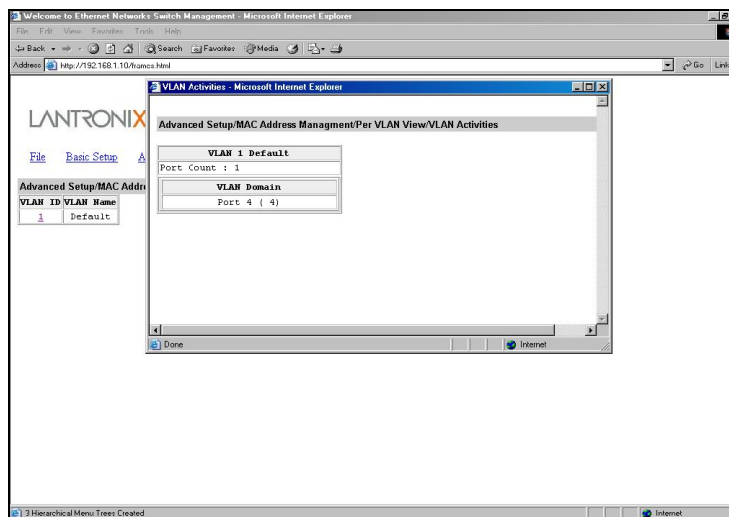 Welcome to Ethernet Networks Switch Management - Microsoft Internet Explorer
File Edit View Favorites Tools Help
Back Search Favorites Media
Address http://192.168.1.10/frames.html Go Link
VLAN Activities - Microsoft Internet Explorer
LANTRONIX
Advanced Setup/MAC Address Managment/Per VLAN View/VLAN Activities
File Basic Setup A
VLAN 1 Default
Port Count : 1
VLAN Domain
Port 4 ( 4)
Advanced Setup/MAC Addre
VLAN ID VLAN Name
1 Default
Done Internet
3 Hierarchical Menu Trees Created Internet